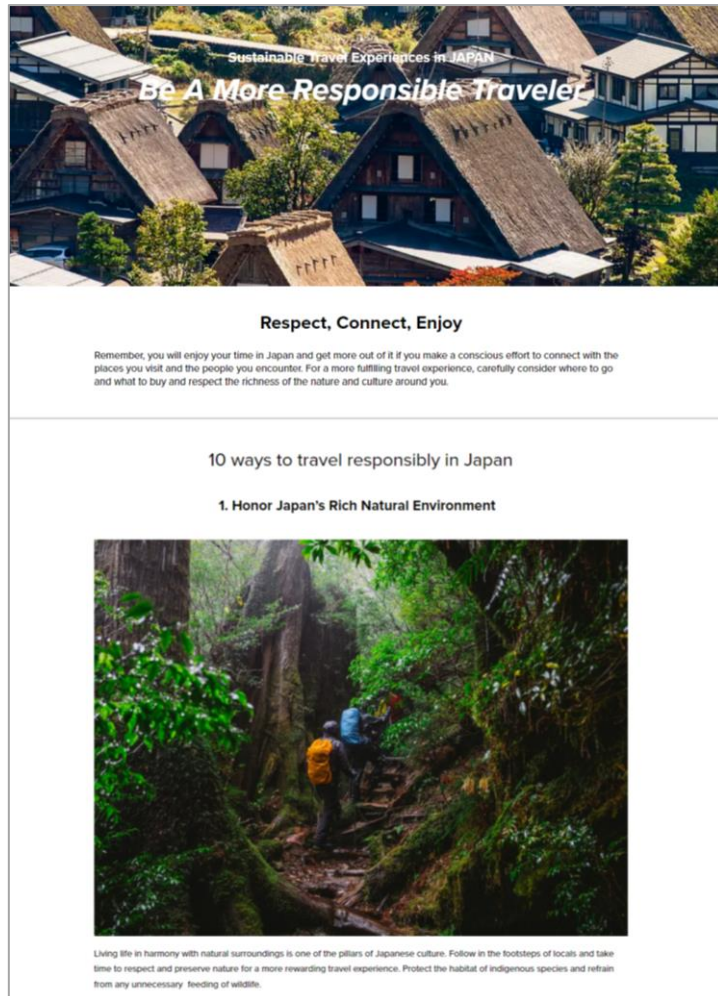 Sustainable Travel Experiences in JAPAN
Be A More Responsible Traveler
Respect, Connect, Enjoy
Remember, you will enjoy your time in Japan and get more out of it if you make a conscious effort to connect with the
places you visit and the people you encounter. For a more fulfilling travel experience, carefully consider where to go
and what to buy and respect the richness of the nature and culture around you.
10 ways to travel responsibly in Japan
1. Honor Japan's Rich Natural Environment
Living life in harmony with natural surroundings is one of the pillars of Japanese culture. Follow in the footsteps of locals and take
time to respect and preserve nature for a more rewarding travel experience. Protect the habitat of indigenous species and refrain
from any unnecessary feeding of wildlife.